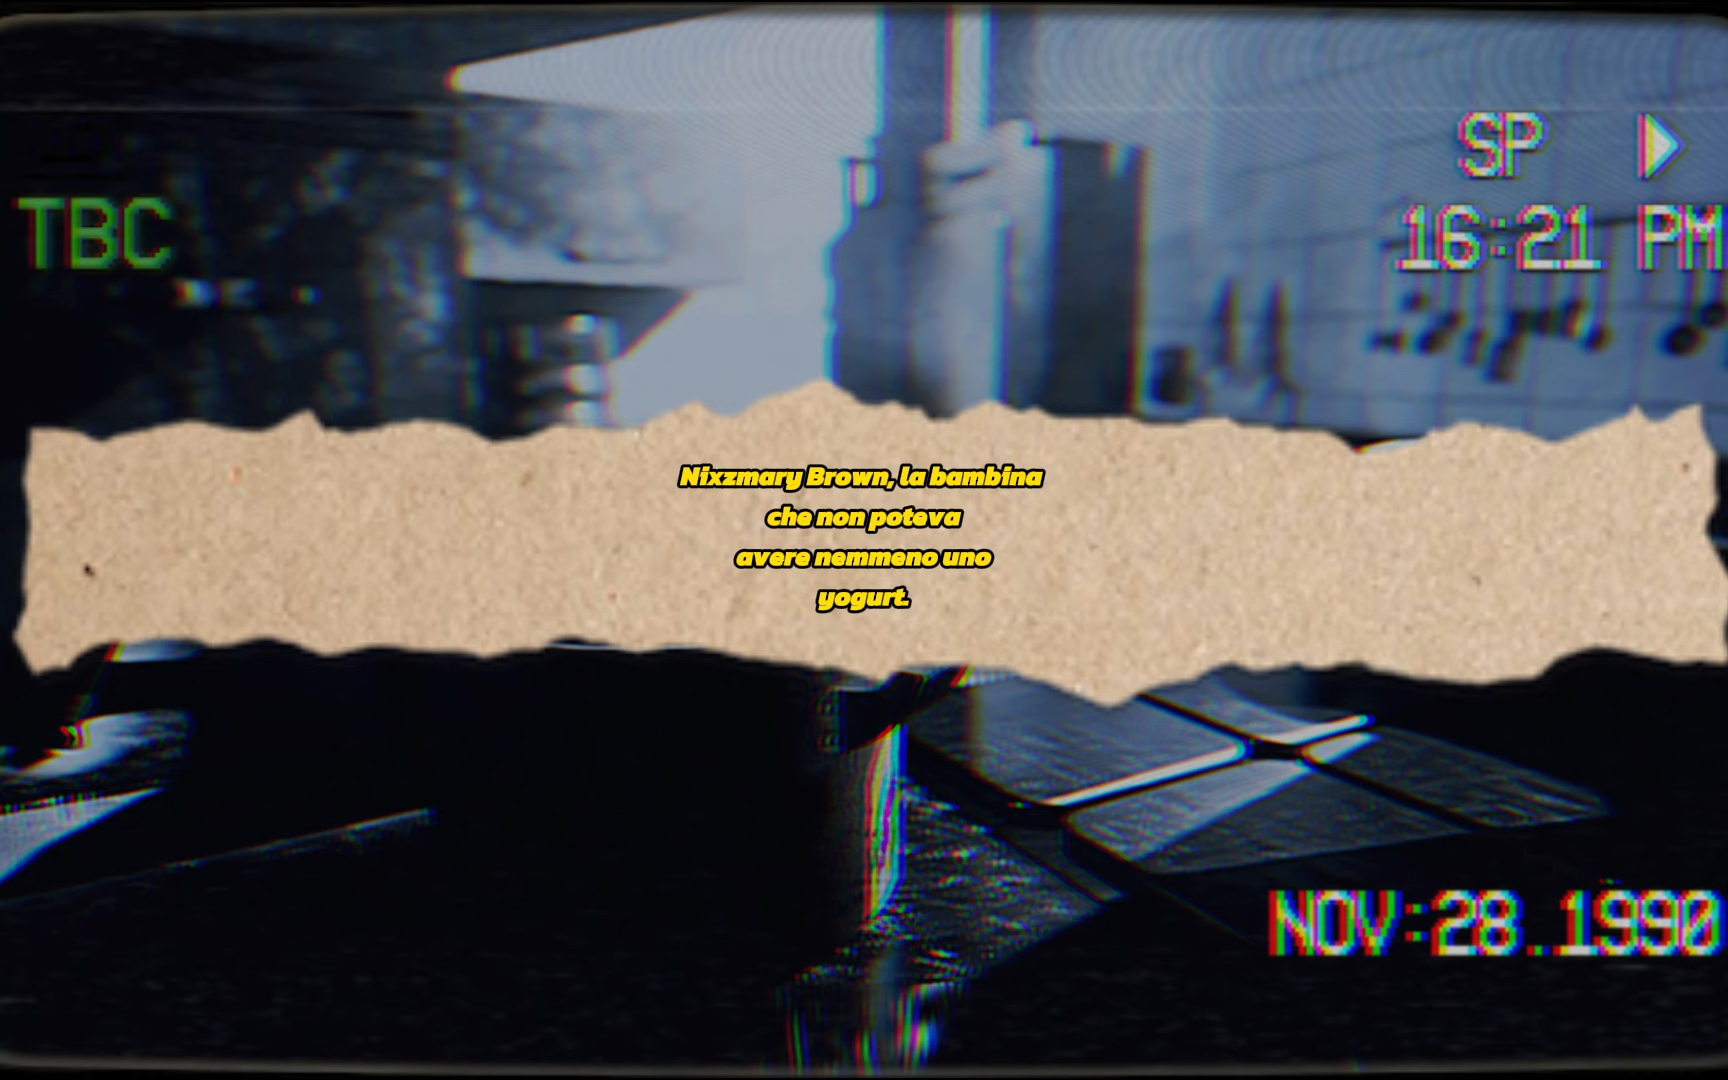 SP
TBC
16:21 PM
Nixzmary Brown, la bambina
che non poteva
avere nemmeno uno
yogurt.
NOV:28.1990